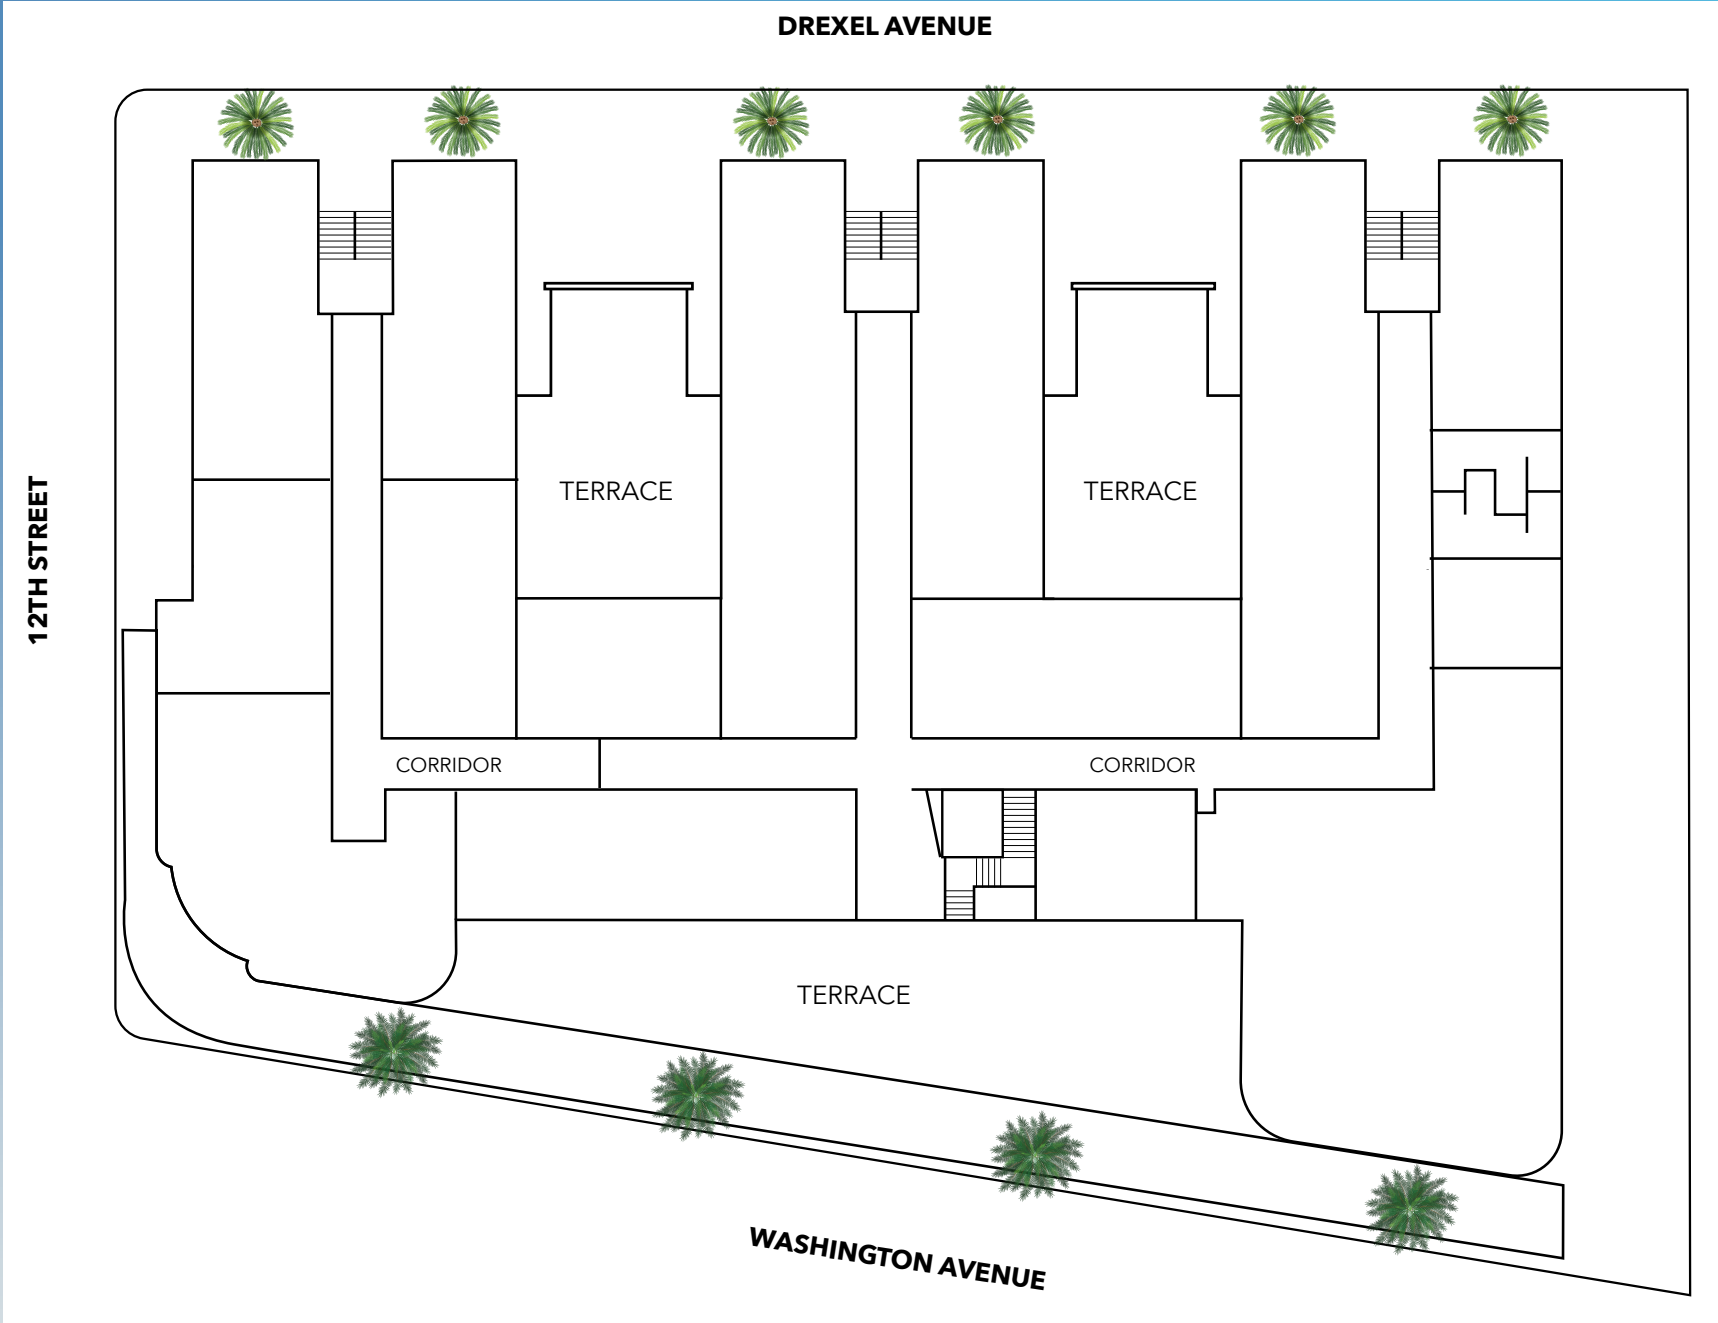 DREXEL AVENUE
12TH STREET
TERRACE
TERRACE
CORRIDOR
CORRIDOR
TERRACE
WASHINGTON AVENUE